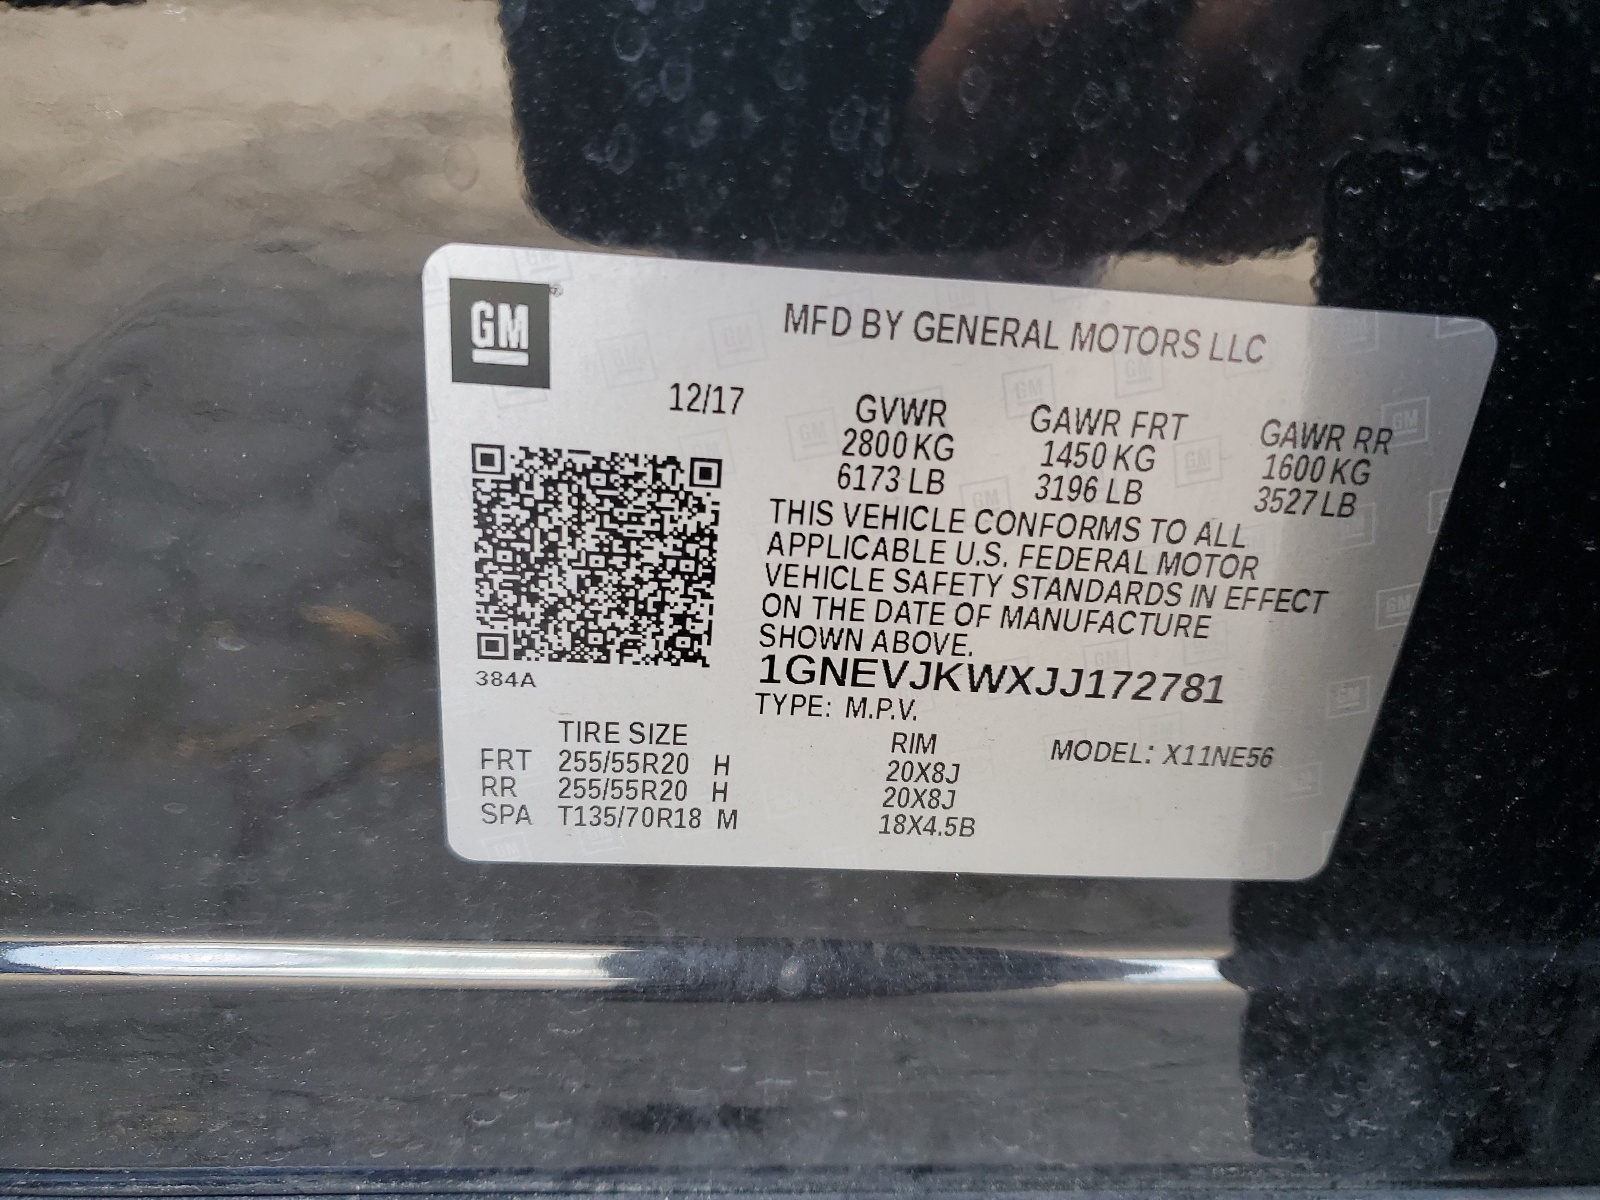 GM
MFD BY GENERAL MOTORS LLC
12/17
GVWR GAWR FRT GAWR RR
2800 KG 1450 KG 1600 KG
6173 LB 3196 LB 3527 LB
THIS VEHICLE CONFORMS TO ALL
APPLICABLE U.S. FEDERAL MOTOR
VEHICLE SAFETY STANDARDS IN EFFECT
ON THE DATE OF MANUFACTURE
SHOWN ABOVE.
384A
1GNEVJKWXJJ172781
TYPE: M.P.V.
TIRE SIZE RIM MODEL: X11NE56
FRT 255/55R20 H 20X8J
RR 255/55R20 H 20X8J
SPA T135/70R18 M 18X4.5B